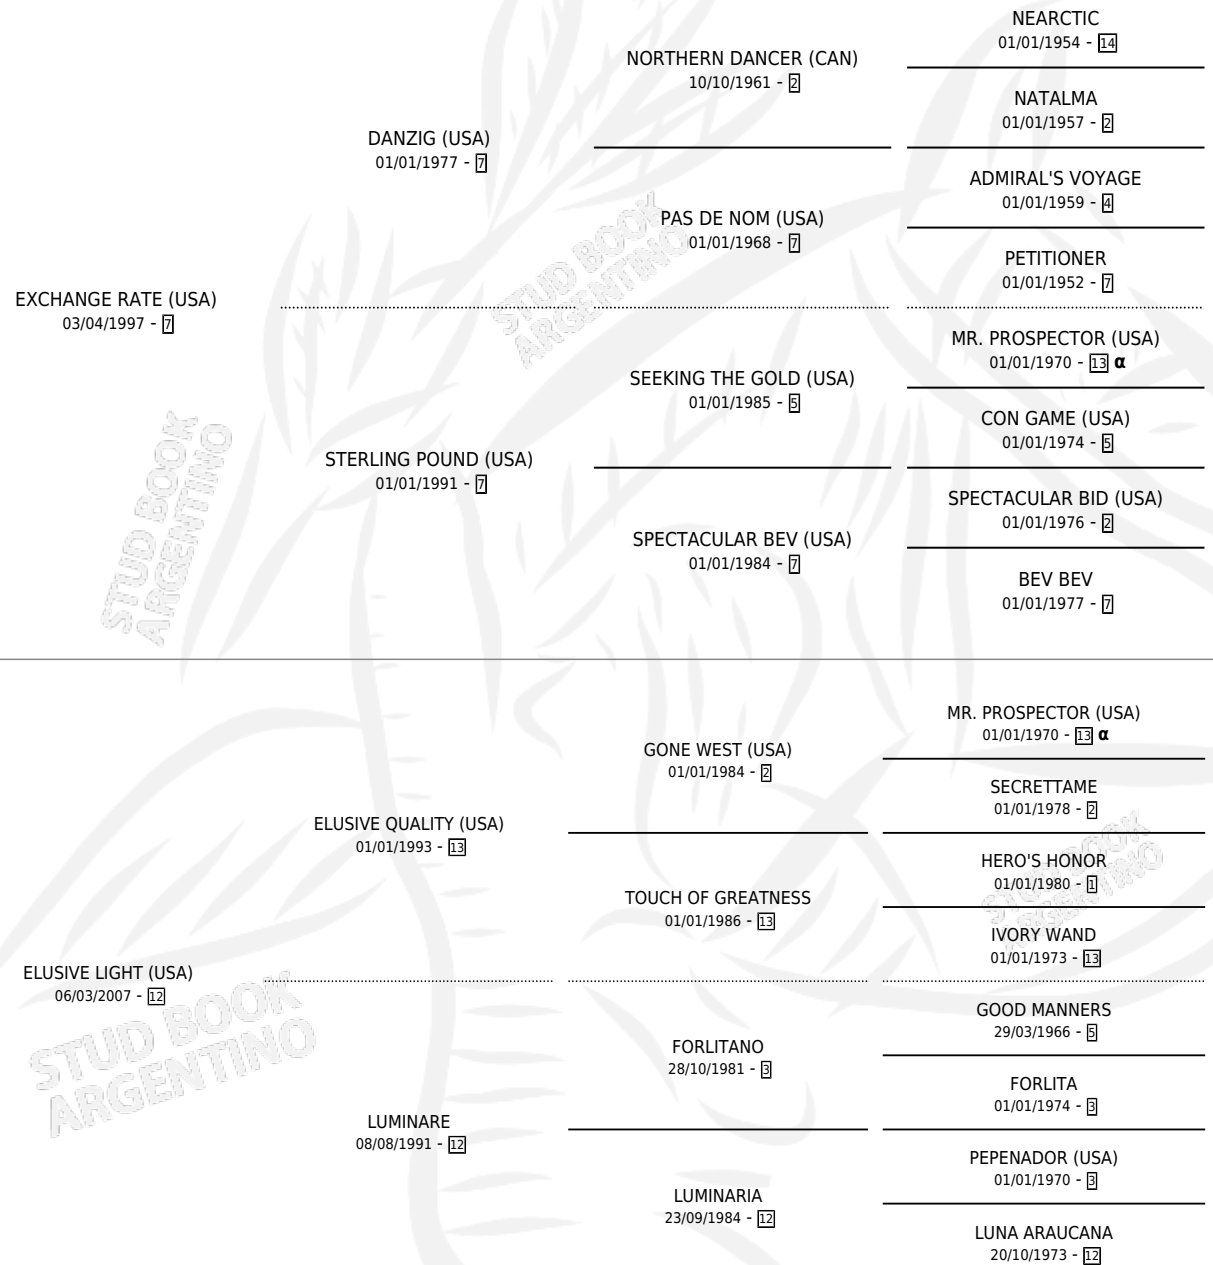 NEARCTIC
01/01/1954 - 14
NORTHERN DANCER (CAN)
10/10/1961 - 2
NATALMA
01/01/1957 - 2
DANZIG (USA)
01/01/1977 - 7
ADMIRAL'S VOYAGE
01/01/1959 - 4
PAS DE NOM (USA)
01/01/1968 - 7
PETITIONER
01/01/1952 - 7
EXCHANGE RATE (USA)
03/04/1997 - 7
MR. PROSPECTOR (USA)
01/01/1970 - 13 α
SEEKING THE GOLD (USA)
01/01/1985 - 5
CON GAME (USA)
01/01/1974 - 5
STERLING POUND (USA)
01/01/1991 - 7
SPECTACULAR BID (USA)
01/01/1976 - 2
SPECTACULAR BEV (USA)
01/01/1984 - 7
BEV BEV
01/01/1977 - 7
MR. PROSPECTOR (USA)
01/01/1970 - 13 α
GONE WEST (USA)
01/01/1984 - 2
SECRETTAME
01/01/1978 - 2
ELUSIVE QUALITY (USA)
01/01/1993 - 13
HERO'S HONOR
01/01/1980 - 1
TOUCH OF GREATNESS
01/01/1986 - 13
IVORY WAND
01/01/1973 - 13
ELUSIVE LIGHT (USA)
06/03/2007 - 12
GOOD MANNERS
29/03/1966 - 5
FORLITANO
28/10/1981 - 3
FORLITA
01/01/1974 - 3
LUMINARE
08/08/1991 - 12
PEPENADOR (USA)
01/01/1970 - 3
LUMINARIA
23/09/1984 - 12
LUNA ARAUCANA
20/10/1973 - 12
STUD BOOK
ARGENTINO
STUD BOOK
ARGENTINO
STUD BOOK
ARGENTINO
STUD BOOK
ARGENTINO